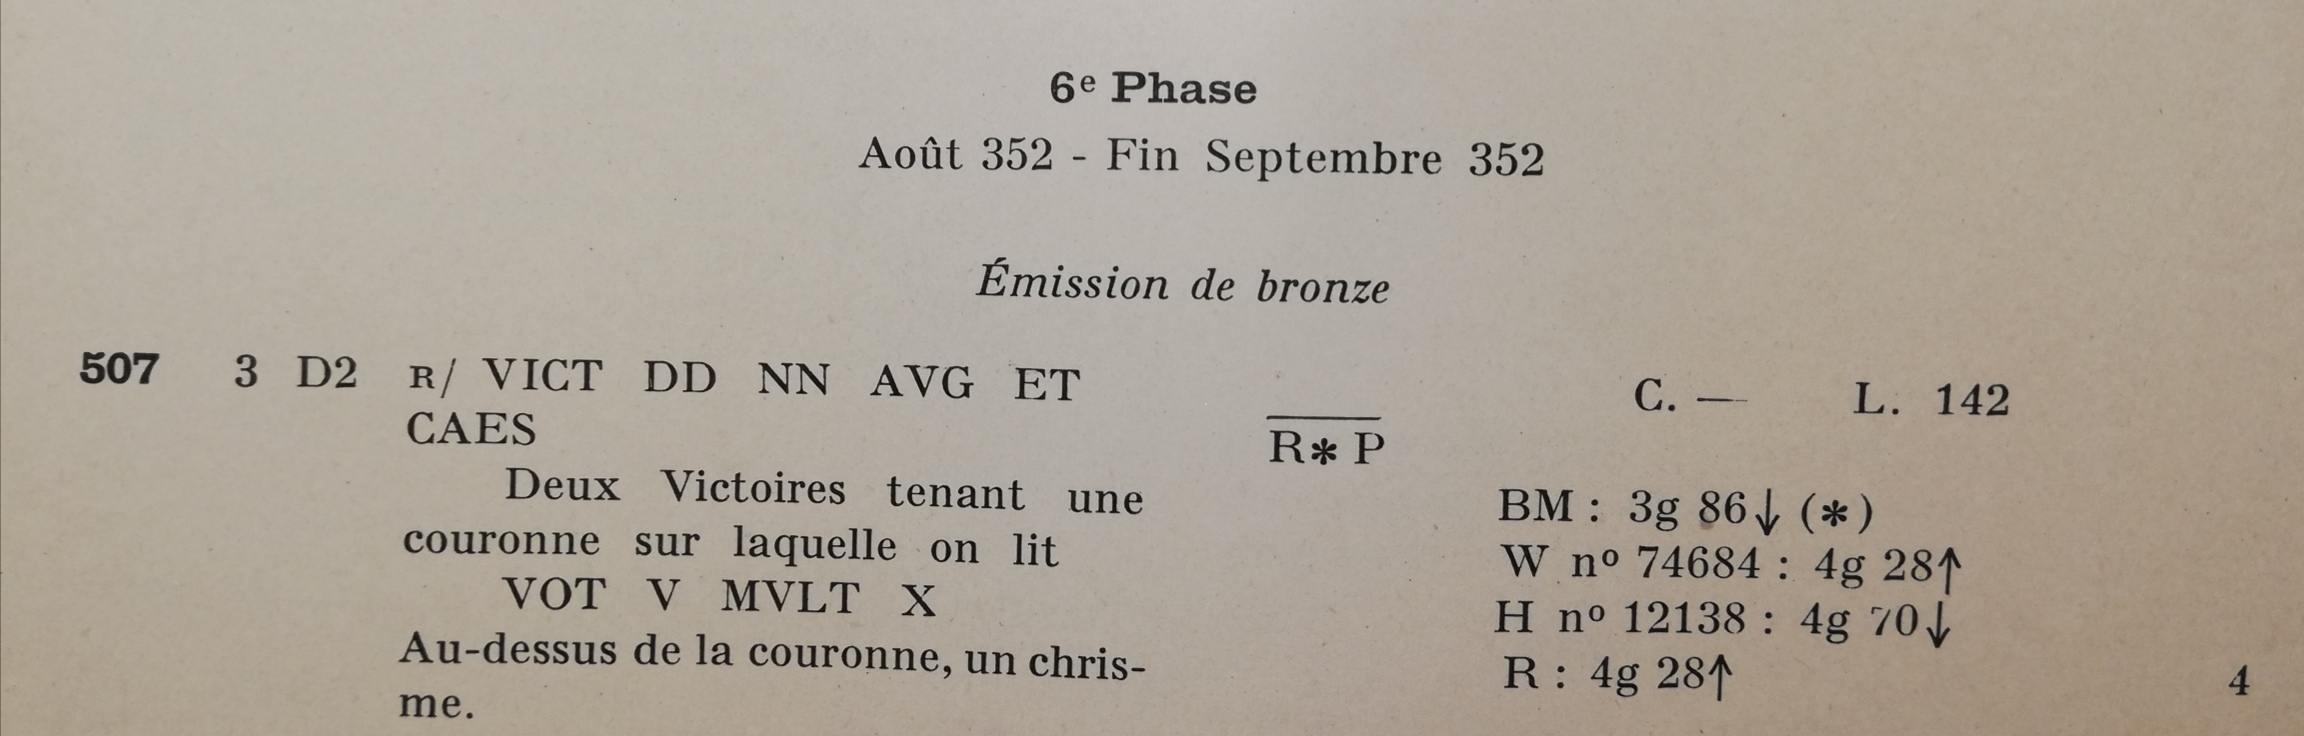 6e Phase
Août 352 - Fin Septembre 352
Émission de bronze
507 3 D2 R/ VICT DD NN AVG ET
CAES
R* P
C. — L. 142
Deux Victoires tenant une
couronne sur laquelle on lit
VOT V MVLT X
Au-dessus de la couronne, un chris-
me.
BM : 3g 86↓ (*)
W nº 74684 : 4g 28↑
H nº 12138 : 4g 70↓
R : 4g 28↑
4